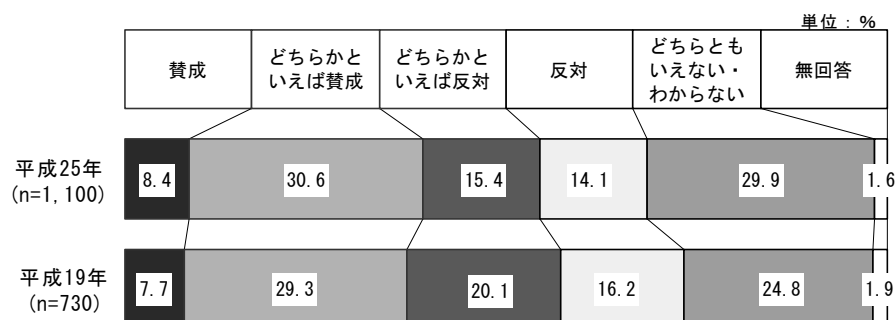 単位：%
賛成
どちらかと
いえば賛成
どちらかと
いえば反対
反対
どちらとも
いえない・
わからない
無回答
平成25年
(n=1,100)
8.4
30.6
15.4
14.1
29.9
1.6
平成19年
(n=730)
7.7
29.3
20.1
16.2
24.8
1.9